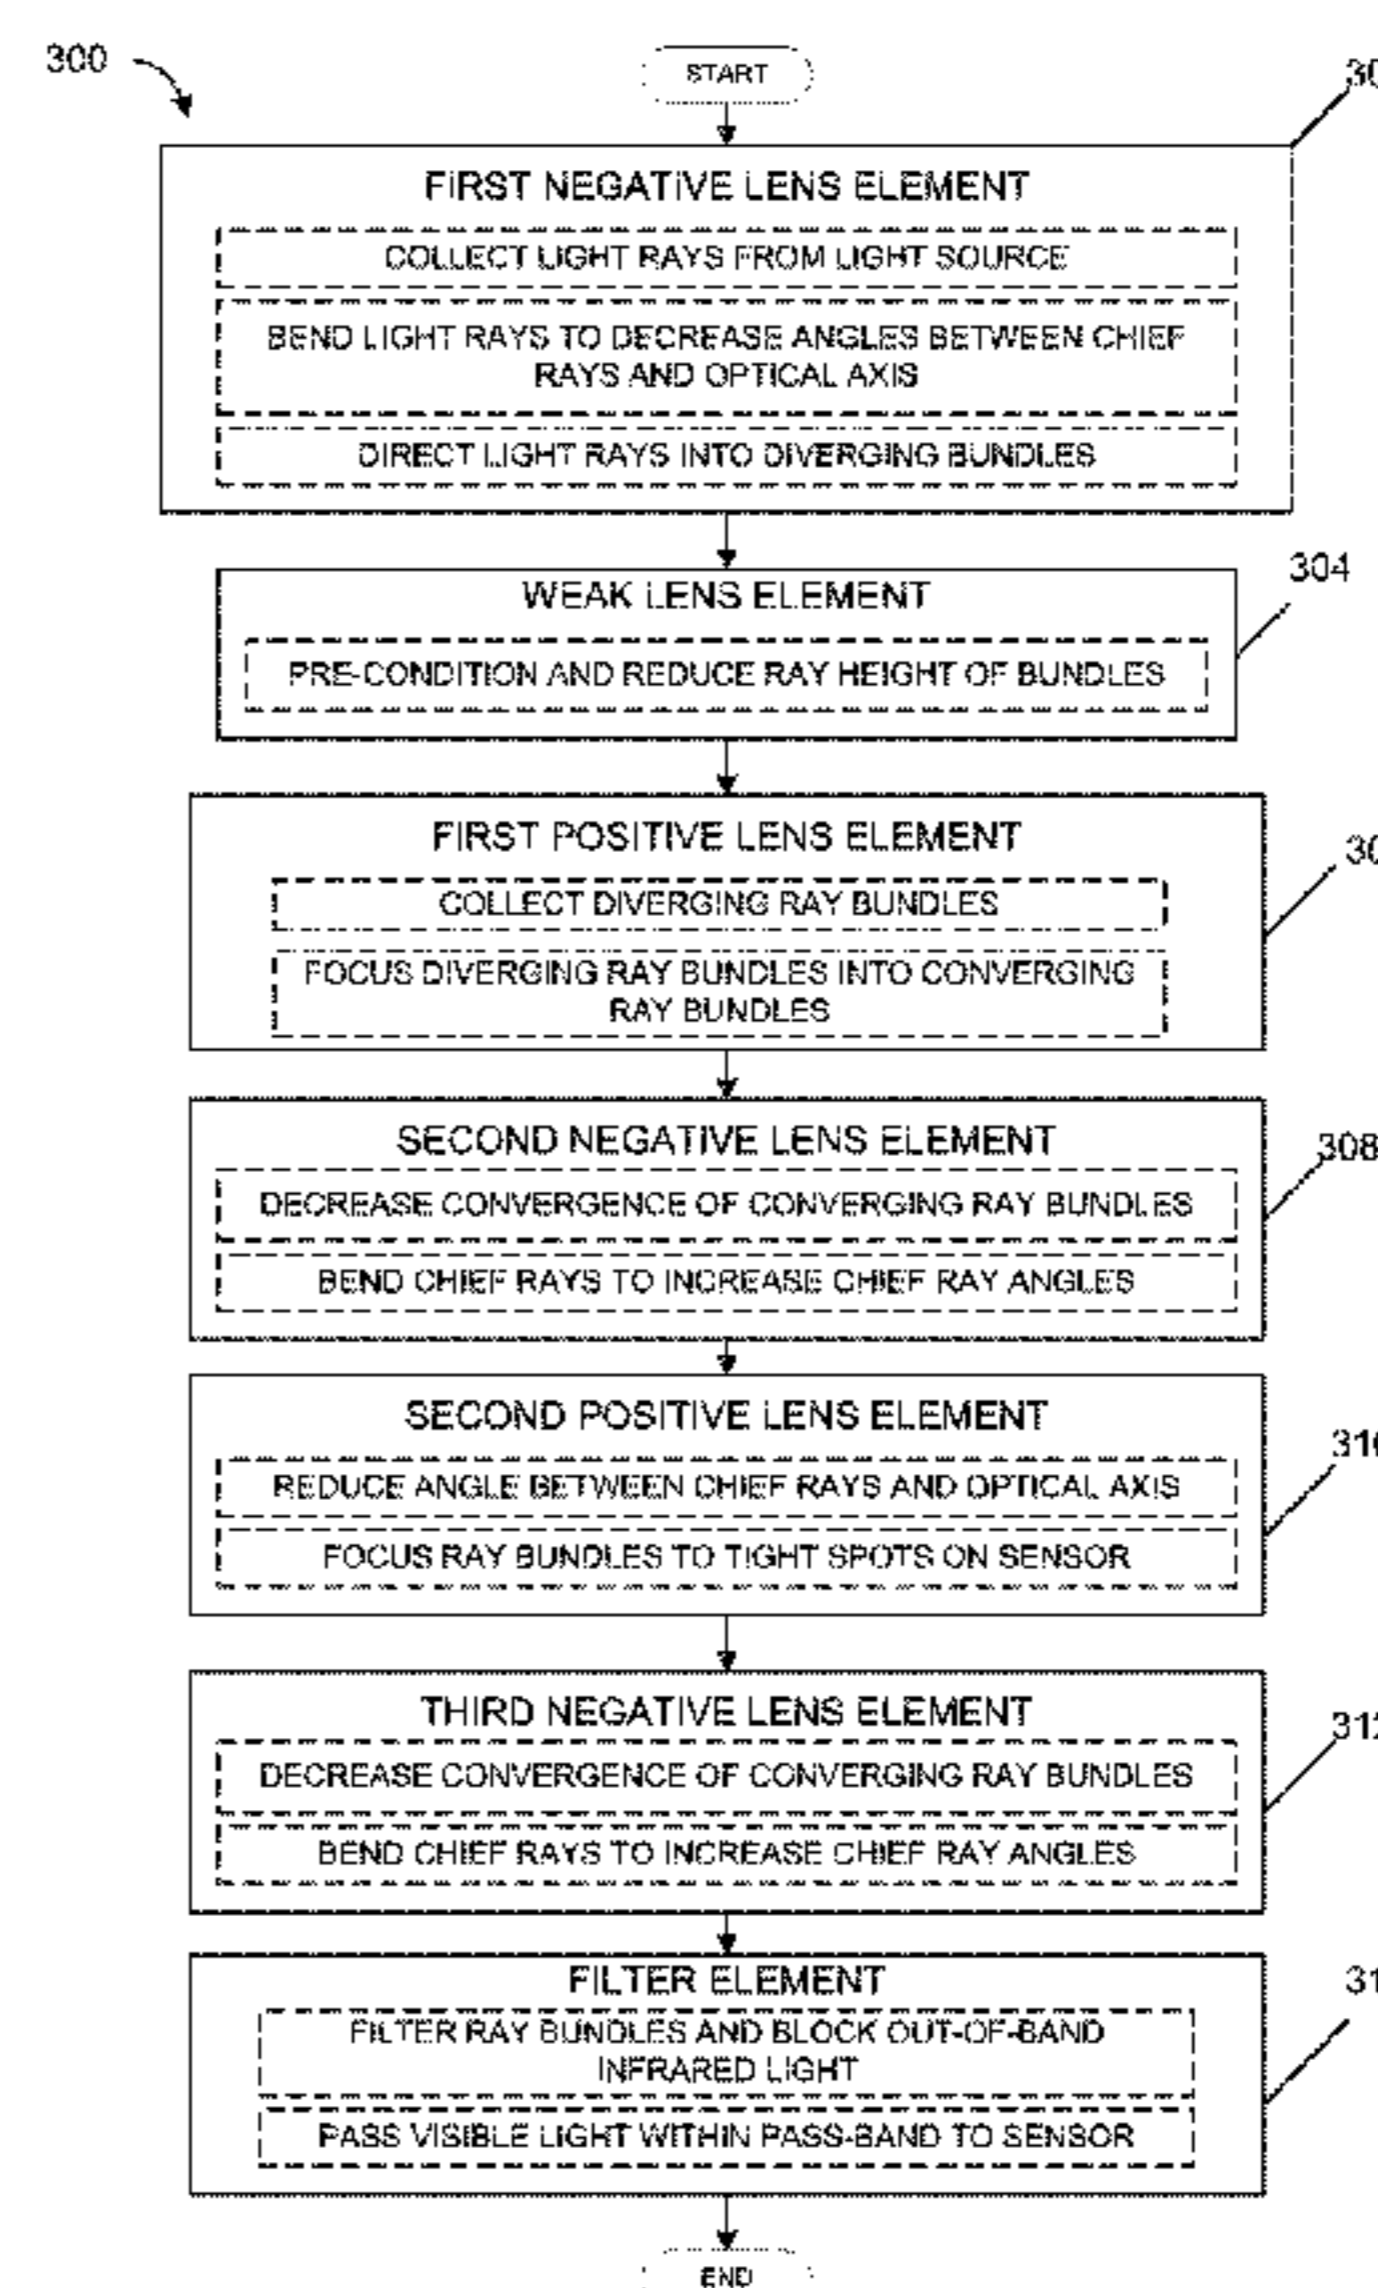 300
START
30
FIRST NEGATIVE LENS ELEMENT
COLLECT LIGHT RAYS FROM LIGHT SOURCE
BEND LIGHT RAYS TO DECREASE ANGLES BETWEEN CHIEF
RAYS AND OPTICAL AXIS
DIRECT LIGHT RAYS INTO DIVERGING BUNDLES
304
WEAK LENS ELEMENT
PRE-CONDITION AND REDUCE RAY HEIGHT OF BUNDLES
30
FIRST POSITIVE LENS ELEMENT
COLLECT DIVERGING RAY BUNDLES
FOCUS DIVERGING RAY BUNDLES INTO CONVERGING
RAY BUNDLES
308
SECOND NEGATIVE LENS ELEMENT
DECREASE CONVERGENCE OF CONVERGING RAY BUNDLES
BEND CHIEF RAYS TO INCREASE CHIEF RAY ANGLES
310
SECOND POSITIVE LENS ELEMENT
REDUCE ANGLE BETWEEN CHIEF RAYS AND OPTICAL AXIS
FOCUS RAY BUNDLES TO TIGHT SPOTS ON SENSOR
312
THIRD NEGATIVE LENS ELEMENT
DECREASE CONVERGENCE OF CONVERGING RAY BUNDLES
BEND CHIEF RAYS TO INCREASE CHIEF RAY ANGLES
31
FILTER ELEMENT
FILTER RAY BUNDLES AND BLOCK OUT-OF-BAND
INFRARED LIGHT
PASS VISIBLE LIGHT WITHIN PASS-BAND TO SENSOR
END